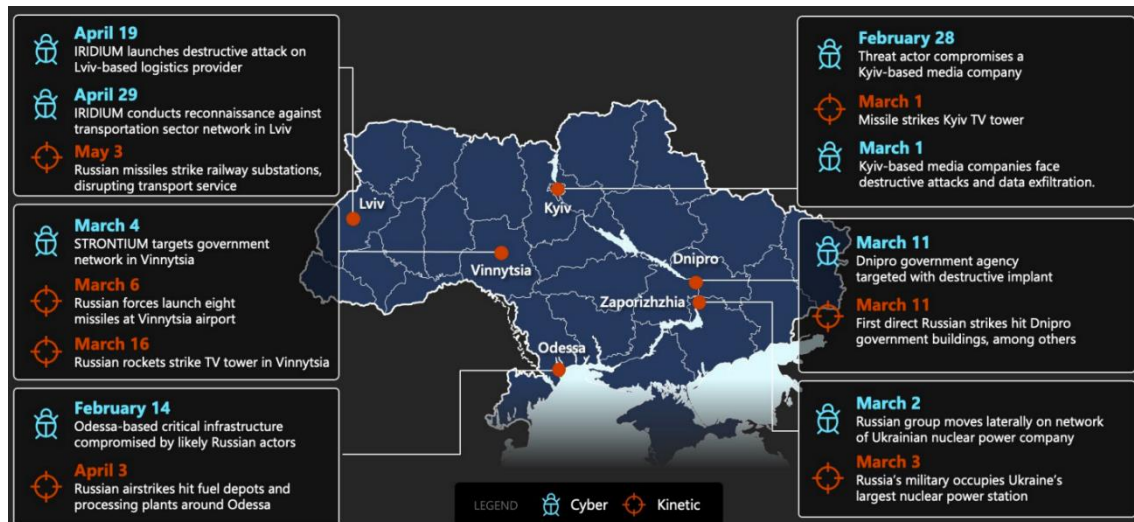 April 19
IRIDIUM launches destructive attack on
Lviv-based logistics provider
April 29
IRIDIUM conducts reconnaissance against
transportation sector network in Lviv
May 3
Russian missiles strike railway substations,
disrupting transport service
March 4
STRONTIUM targets government
network in Vinnytsia
March 6
Russian forces launch eight
missiles at Vinnytsia airport
March 16
Russian rockets strike TV tower in Vinnytsia
February 14
Odessa-based critical infrastructure
compromised by likely Russian actors
April 3
Russian airstrikes hit fuel depots and
processing plants around Odessa
Lviv
Kyiv
Vinnytsia
Dnipro
Zaporizhzhia
Odessa
LEGEND Cyber Kinetic
February 28
Threat actor compromises a
Kyiv-based media company
March 1
Missile strikes Kyiv TV tower
March 1
Kyiv-based media companies face
destructive attacks and data exfiltration.
March 11
Dnipro government agency
targeted with destructive implant
March 11
First direct Russian strikes hit Dnipro
government buildings, among others
March 2
Russian group moves laterally on network
of Ukrainian nuclear power company
March 3
Russia's military occupies Ukraine's
largest nuclear power station